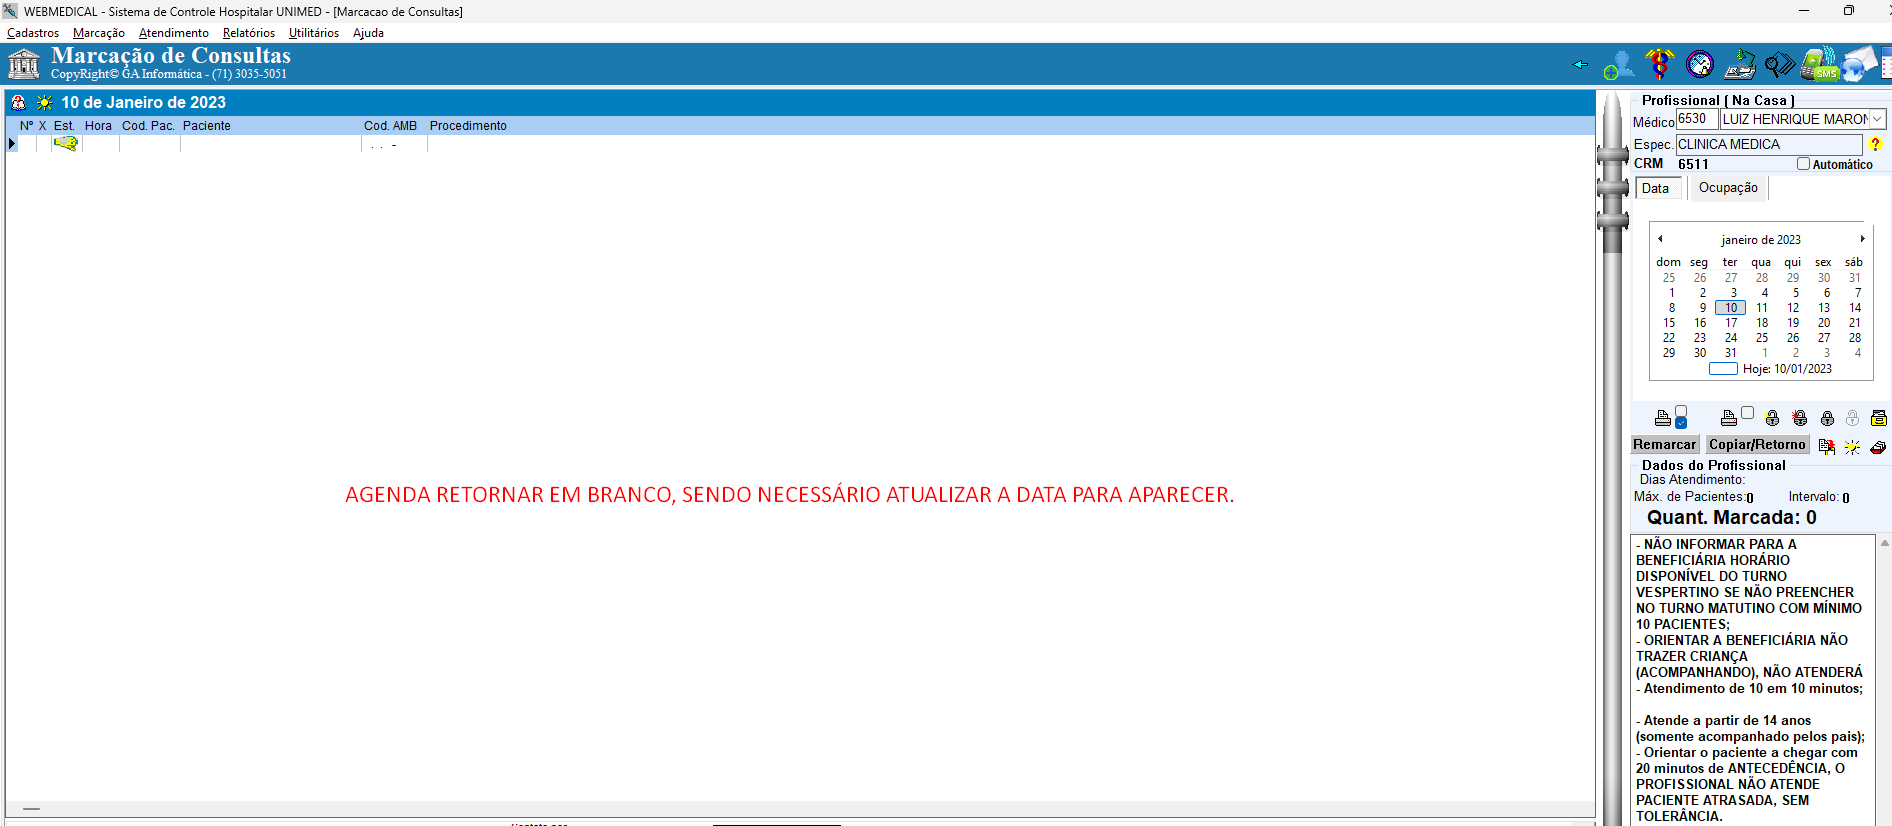 WEBMEDICAL - Sistema de Controle Hospitalar UNIMED - [Marcacao de Consultas]
Cadastros Marcação Atendimento Relatórios Utilitários Ajuda
Marcação de Consultas
CopyRight© GA Informática - (71) 3035-5051
SMS
10 de Janeiro de 2023
Nº X Est. Hora Cod. Pac. Paciente Cod. AMB Procedimento
. . -
AGENDA RETORNAR EM BRANCO, SENDO NECESSÁRIO ATUALIZAR A DATA PARA APARECER.
Profissional ( Na Casa )
Médico 6530 LUIZ HENRIQUE MARON
Espec. CLINICA MEDICA ?
CRM 6511 Automático
Data Ocupação
janeiro de 2023
dom seg ter qua qui sex sáb
25 26 27 28 29 30 31
1 2 3 4 5 6 7
8 9 10 11 12 13 14
15 16 17 18 19 20 21
22 23 24 25 26 27 28
29 30 31 1 2 3 4
Hoje: 10/01/2023
Remarcar Copiar/Retorno
Dados do Profissional
Dias Atendimento:
Máx. de Pacientes:0 Intervalo: 0
Quant. Marcada: 0
- NÃO INFORMAR PARA A
BENEFICIÁRIA HORÁRIO
DISPONÍVEL DO TURNO
VESPERTINO SE NÃO PREENCHER
NO TURNO MATUTINO COM MÍNIMO
10 PACIENTES;
- ORIENTAR A BENEFICIÁRIA NÃO
TRAZER CRIANÇA
(ACOMPANHANDO), NÃO ATENDERÁ
- Atendimento de 10 em 10 minutos;
- Atende a partir de 14 anos
(somente acompanhado pelos pais);
- Orientar o paciente a chegar com
20 minutos de ANTECEDÊNCIA, O
PROFISSIONAL NÃO ATENDE
PACIENTE ATRASADA, SEM
TOLERÂNCIA.